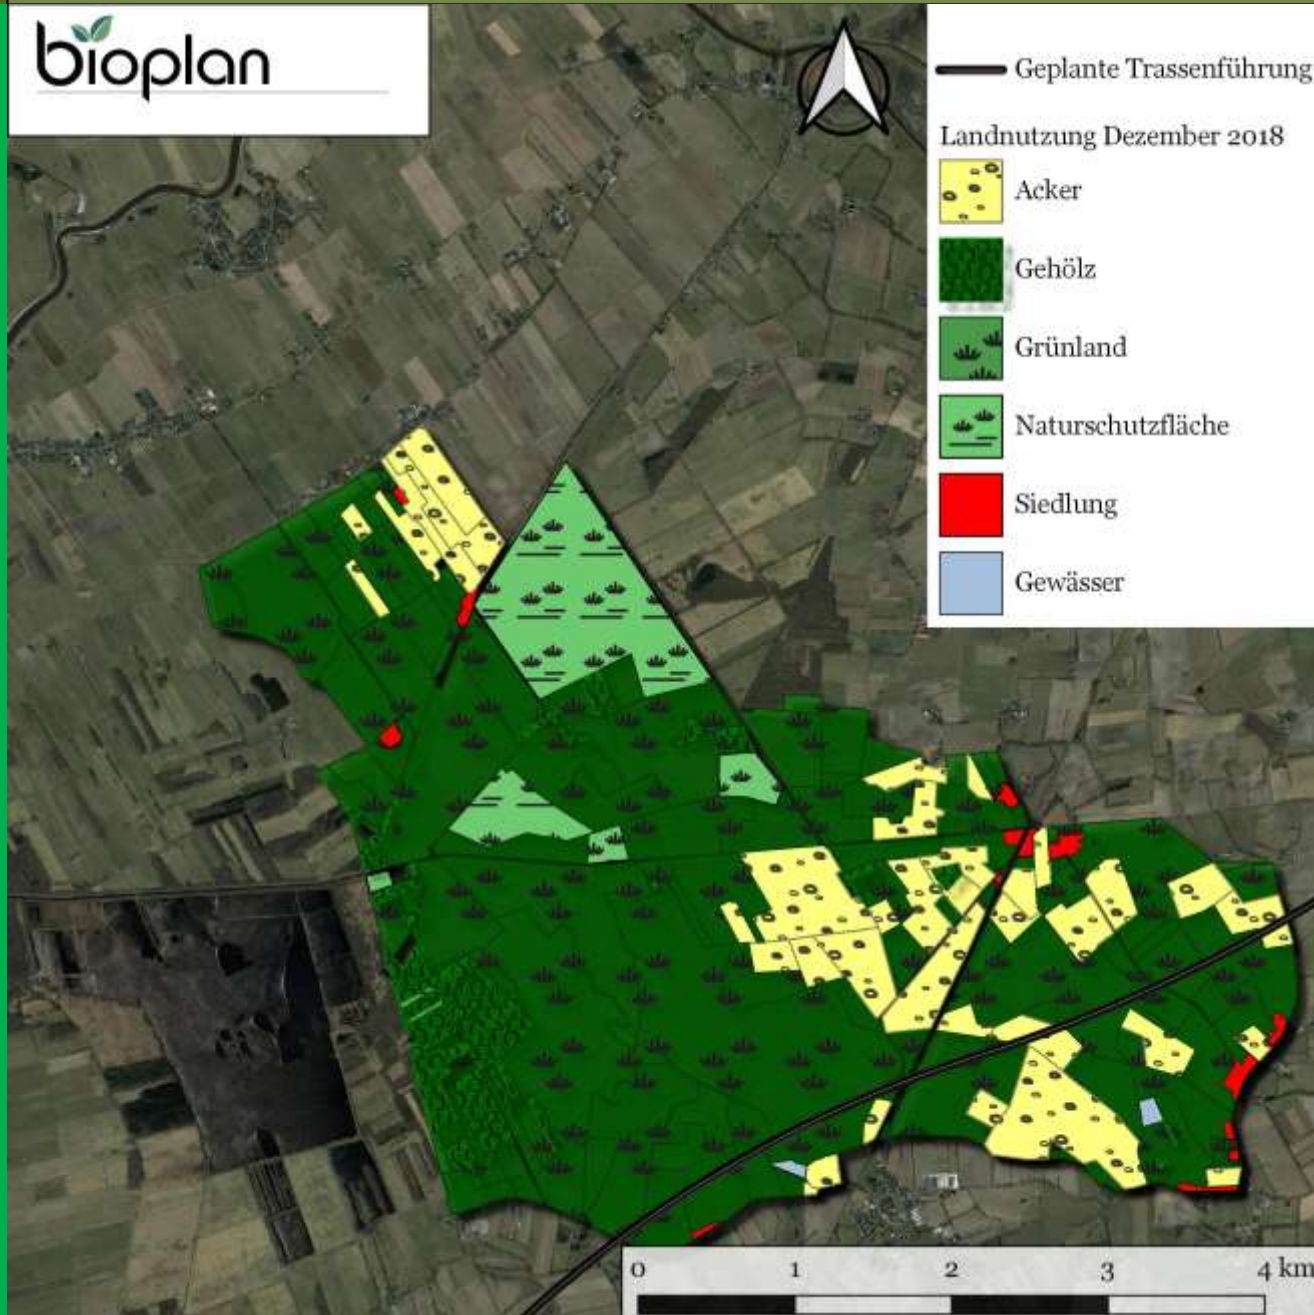 bioplan
Geplante Trassenführung
Landnutzung Dezember 2018
Acker
Gehölz
Grünland
Naturschutzfläche
Siedlung
Gewässer
0 1 2 3 4 km